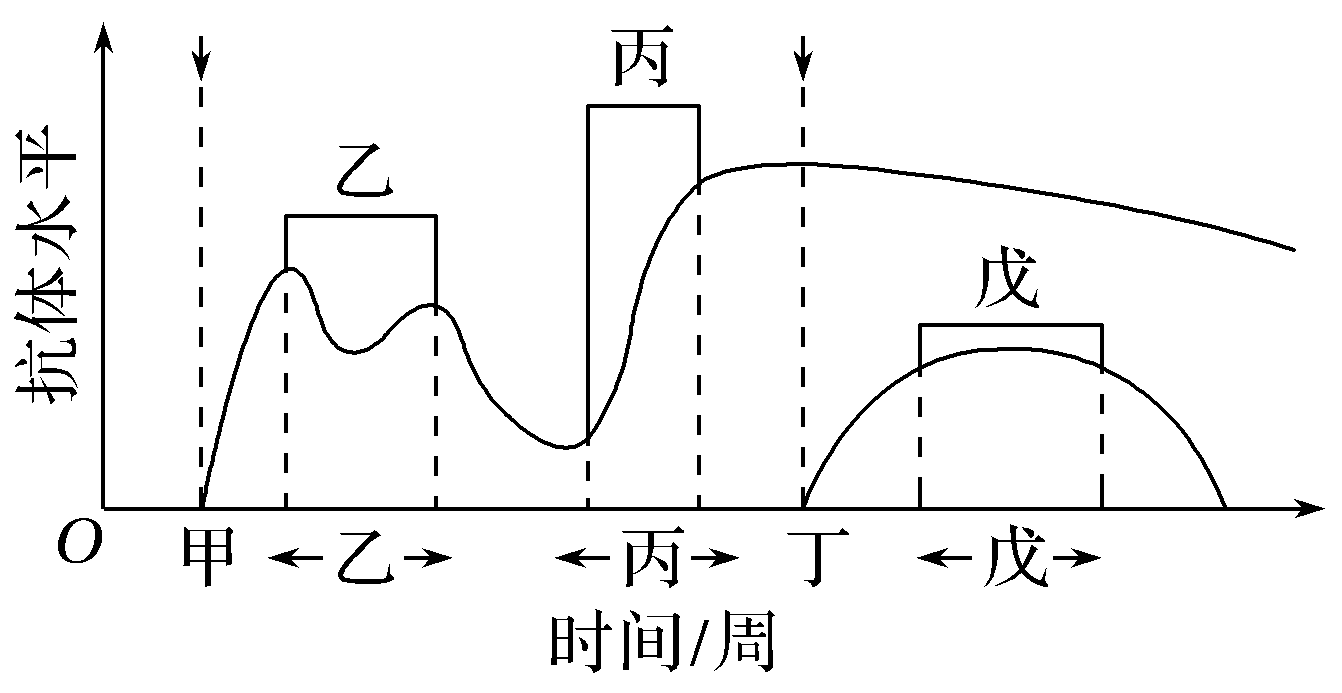 丙
乙
戊
抗体水平
O 甲 乙 丙 丁 戊
时间/周